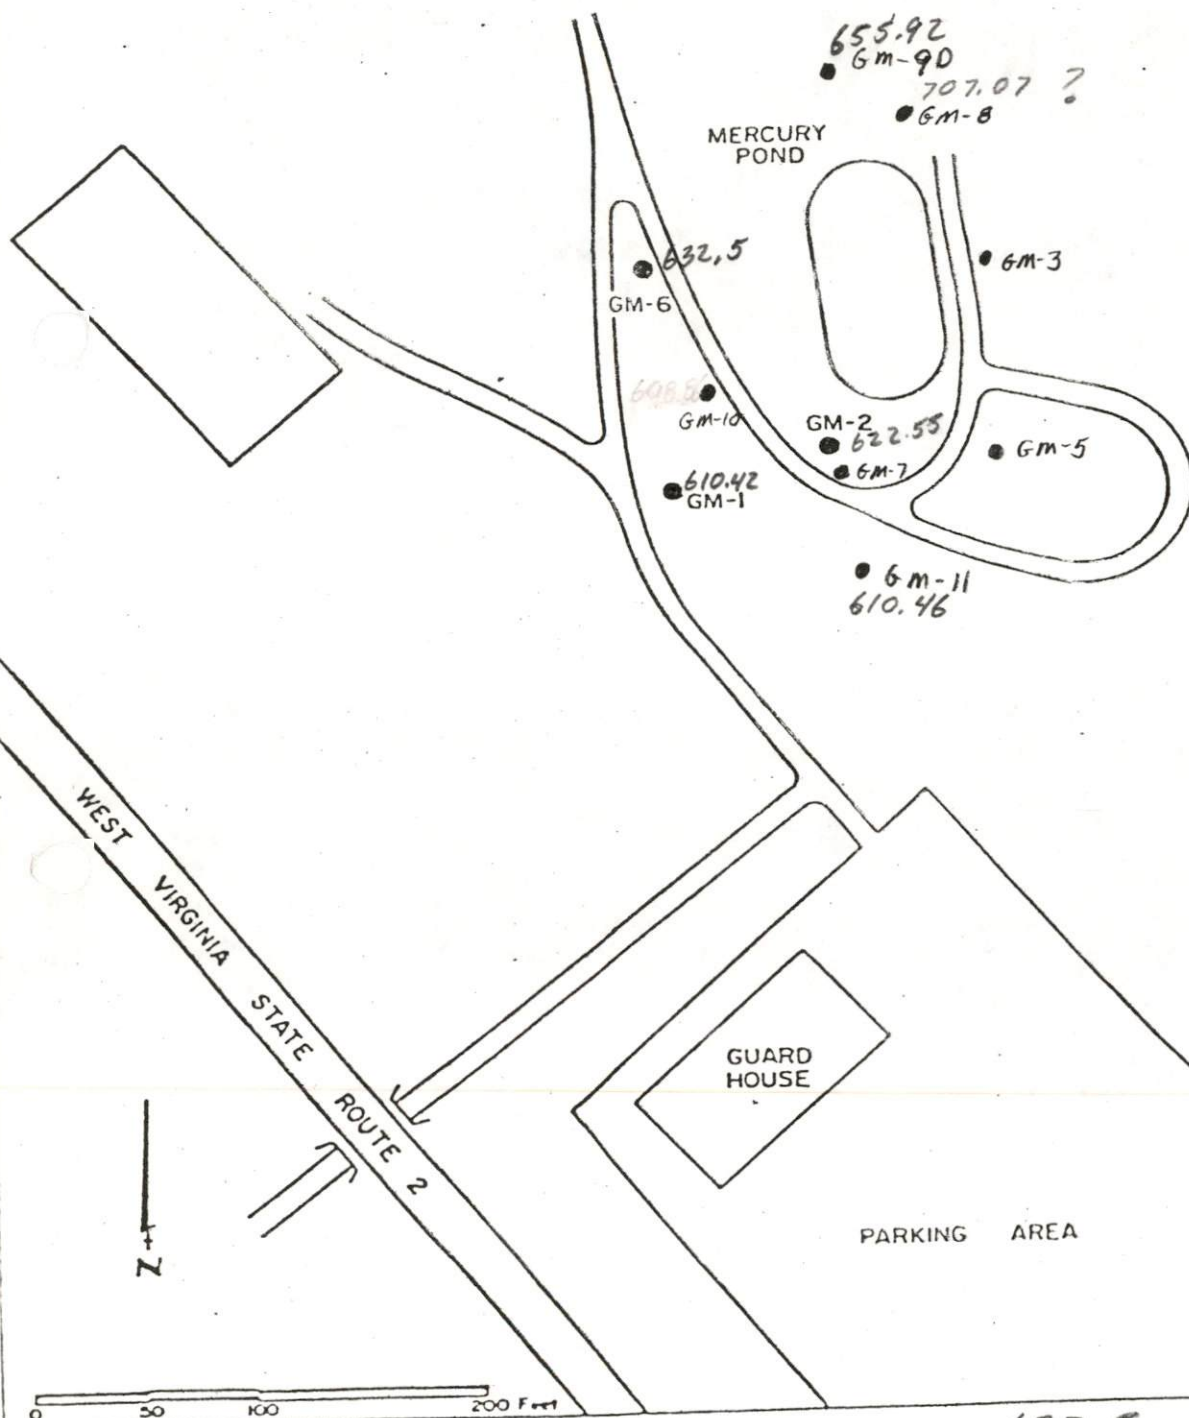 655.92
GM-9D
707.07 ?
GM-8
MERCURY
POND
632.5
GM-6
GM-3
GM-10
GM-2
622.55
GM-7
GM-5
610.42
GM-1
GM-11
610.46
WEST VIRGINIA STATE ROUTE 2
GUARD
HOUSE
PARKING AREA
N
0 50 100 200 Feet